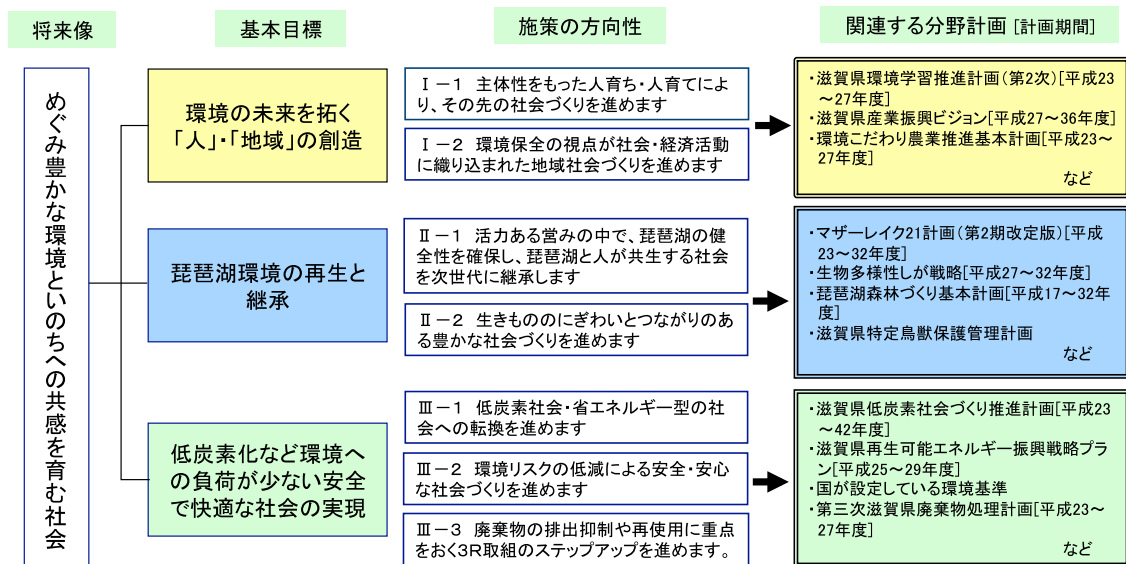 将来像
基本目標
施策の方向性
関連する分野計画 [計画期間]
めぐみ豊かな環境といのちへの共感を育む社会
環境の未来を拓く
「人」・「地域」の創造
Ⅰ－1 主体性をもった人育ち・人育てにより、その先の社会づくりを進めます
Ⅰ－2 環境保全の視点が社会・経済活動
に織り込まれた地域社会づくりを進めます
・滋賀県環境学習推進計画(第2次)[平成23
～27年度]
・滋賀県産業振興ビジョン[平成27～36年度]
・環境こだわり農業推進基本計画[平成23～
27年度]
など
琵琶湖環境の再生と
継承
Ⅱ－1 活力ある営みの中で、琵琶湖の健
全性を確保し、琵琶湖と人が共生する社会
を次世代に継承します
Ⅱ－2 生きもののにぎわいとつながりのあ
る豊かな社会づくりを進めます
・マザーレイク21計画(第2期改定版)[平成
23～32年度]
・生物多様性しが戦略[平成27～32年度]
・琵琶湖森林づくり基本計画[平成17～32年
度]
・滋賀県特定鳥獣保護管理計画
など
低炭素化など環境へ
の負荷が少ない安全
で快適な社会の実現
Ⅲ－1 低炭素社会・省エネルギー型の社
会への転換を進めます
Ⅲ－2 環境リスクの低減による安全・安心
な社会づくりを進めます
Ⅲ－3 廃棄物の排出抑制や再使用に重点
をおく3R取組のステップアップを進めます。
・滋賀県低炭素社会づくり推進計画[平成23
～42年度]
・滋賀県再生可能エネルギー振興戦略プラ
ン[平成25～29年度]
・国が設定している環境基準
・第三次滋賀県廃棄物処理計画[平成23～
27年度]
など